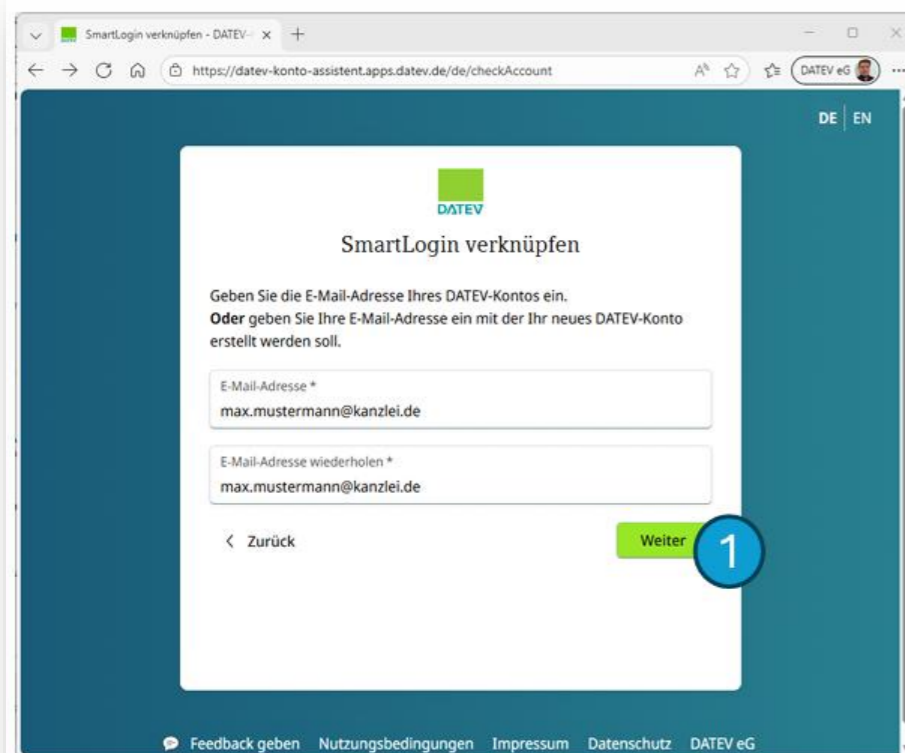 SmartLogin verknüpfen - DATEV-
https://datev-konto-assistent.apps.datev.de/de/checkAccount
DATEV eG
DE | EN
DATEV
SmartLogin verknüpfen
Geben Sie die E-Mail-Adresse Ihres DATEV-Kontos ein.
Oder geben Sie Ihre E-Mail-Adresse ein mit der Ihr neues DATEV-Konto
erstellt werden soll.
E-Mail-Adresse *
max.mustermann@kanzlei.de
E-Mail-Adresse wiederholen *
max.mustermann@kanzlei.de
Zurück
Weiter
1
Feedback geben Nutzungsbedingungen Impressum Datenschutz DATEV eG